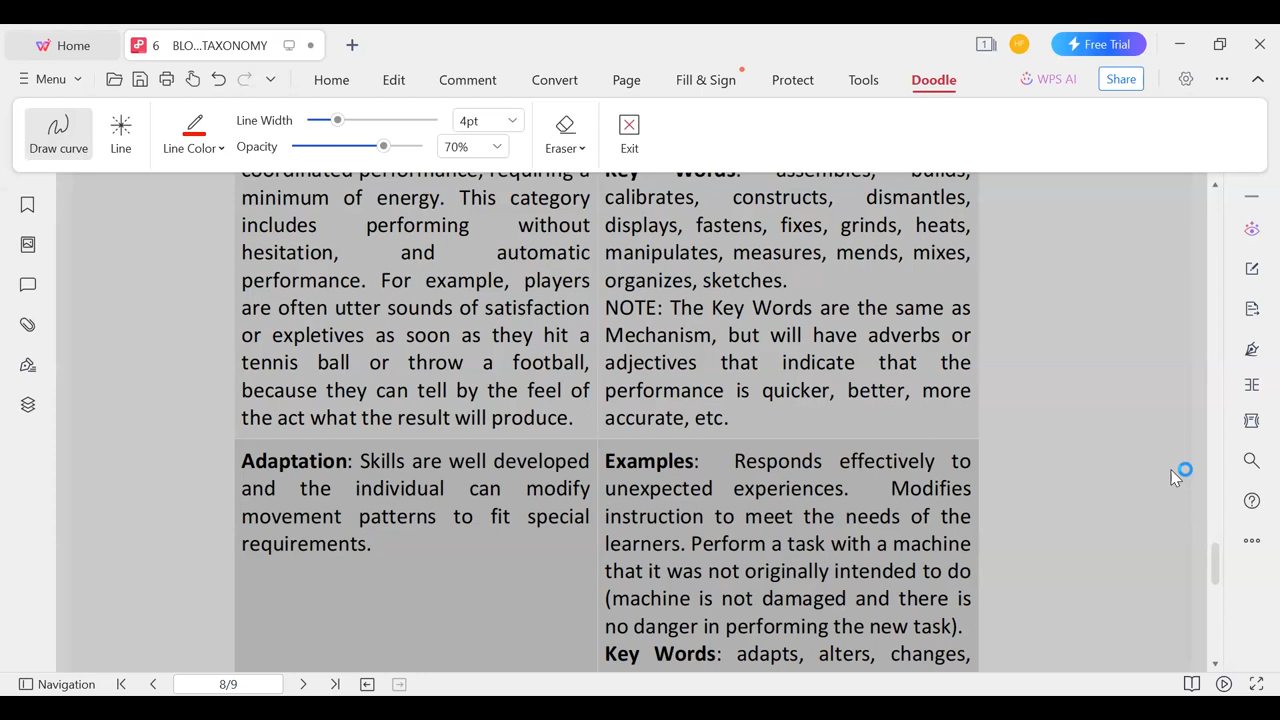 Home
6 BLO...TAXONOMY
1
HF
Free Trial
Menu
Home Edit Comment Convert Page Fill & Sign Protect Tools Doodle
WPS AI
Share
Draw curve
Line
Line Color
Line Width
4pt
Opacity
70%
Eraser
Exit
coordinated performance, requiring a
minimum of energy. This category
includes performing without
hesitation, and automatic
performance. For example, players
are often utter sounds of satisfaction
or expletives as soon as they hit a
tennis ball or throw a football,
because they can tell by the feel of
the act what the result will produce.
Key Words: assembles, builds,
calibrates, constructs, dismantles,
displays, fastens, fixes, grinds, heats,
manipulates, measures, mends, mixes,
organizes, sketches.
NOTE: The Key Words are the same as
Mechanism, but will have adverbs or
adjectives that indicate that the
performance is quicker, better, more
accurate, etc.
Adaptation: Skills are well developed
and the individual can modify
movement patterns to fit special
requirements.
Examples: Responds effectively to
unexpected experiences. Modifies
instruction to meet the needs of the
learners. Perform a task with a machine
that it was not originally intended to do
(machine is not damaged and there is
no danger in performing the new task).
Key Words: adapts, alters, changes,
Navigation
8/9